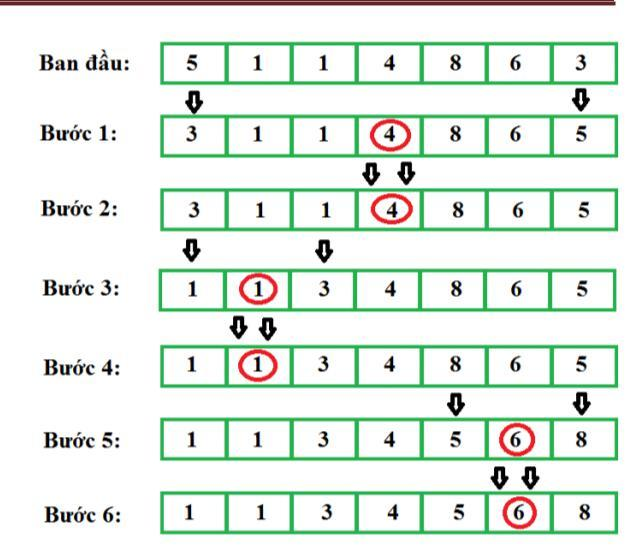 Ban đầu: 5 1 1 4 8 6 3
Bước 1: 3 1 1 4 8 6 5
Bước 2: 3 1 1 4 8 6 5
Bước 3: 1 1 3 4 8 6 5
Bước 4: 1 1 3 4 8 6 5
Bước 5: 1 1 3 4 5 6 8
Bước 6: 1 1 3 4 5 6 8